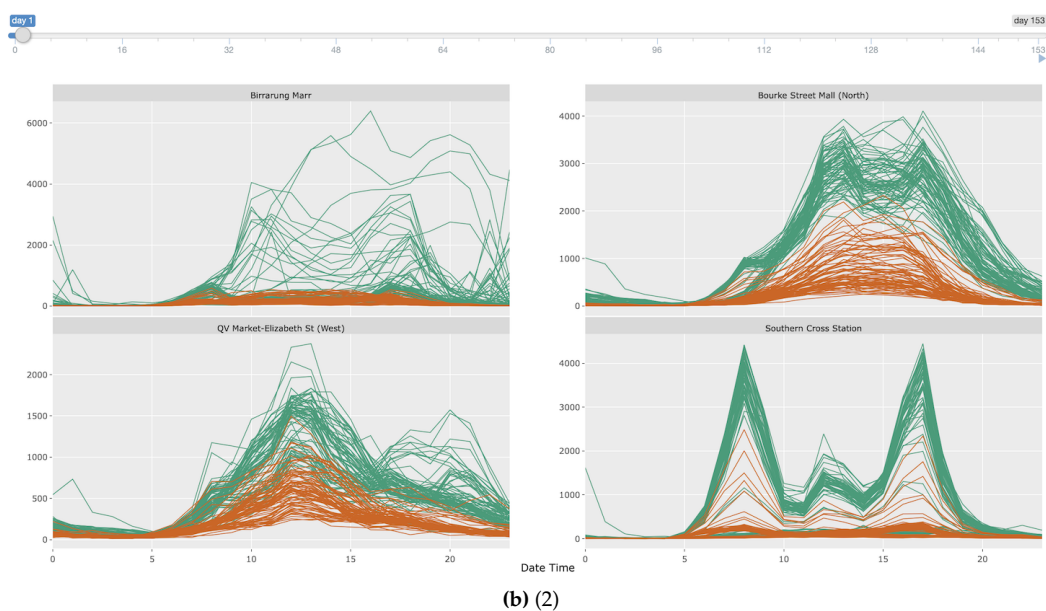 day 1
day 153
0 16 32 48 64 80 96 112 128 144 153
Birrarung Marr
6000
4000
2000
0
Bourke Street Mall (North)
4000
3000
2000
1000
0
QV Market-Elizabeth St (West)
2000
1500
1000
500
0
0 5 10 15 20
Southern Cross Station
4000
3000
2000
1000
0
0 5 10 15 20
Date Time
(b) (2)